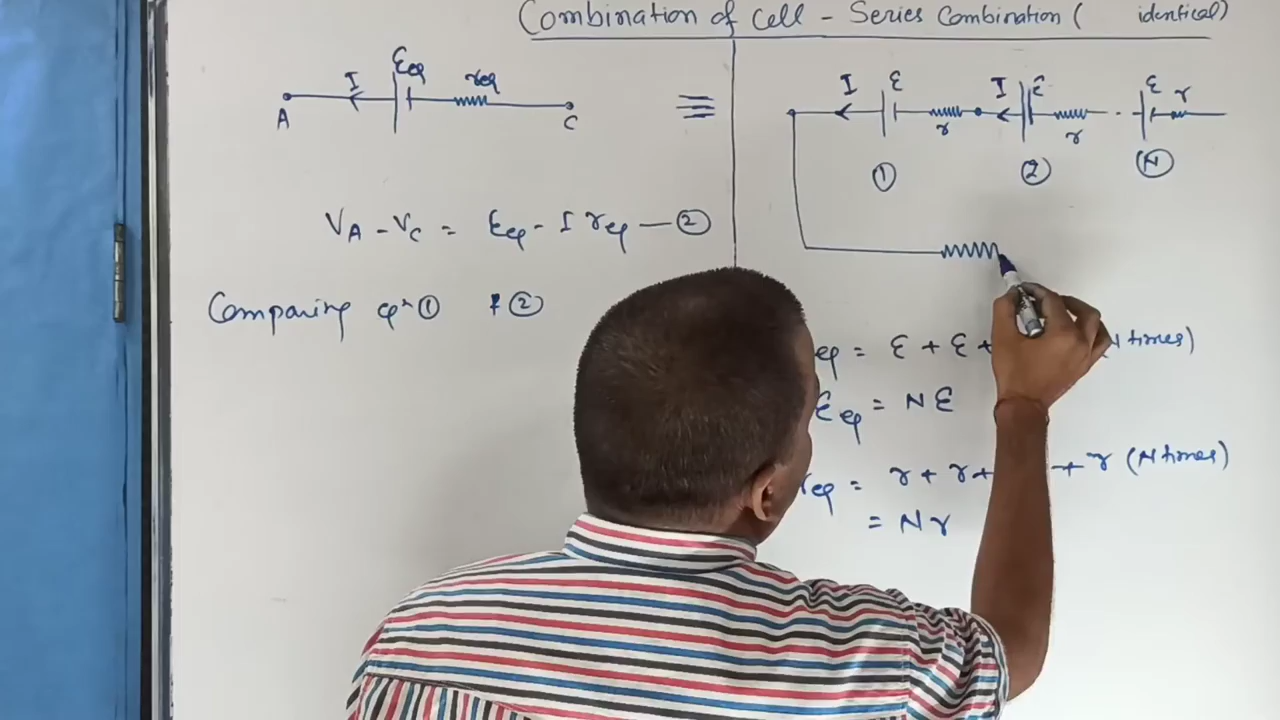 Combination of Cell - Series Combination ( identical)
I εeq req
A C
VA - VC = εeq - I req — ②
Comparing eqn ① & ②
≡
I ε r I ε r ε r
① ② Ⓝ
eq = ε + ε + N times)
εeq = N ε
req = r + r + + r (N times)
= N r